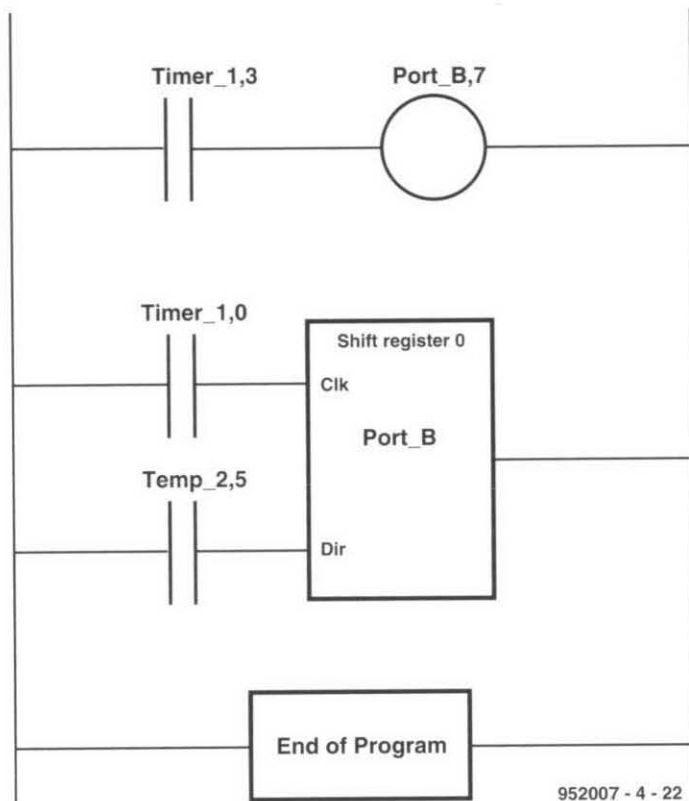 Timer_1,3
Port_B,7
Timer_1,0
Shift register 0
Clk
Port_B
Temp_2,5
Dir
End of Program
952007 - 4 - 22